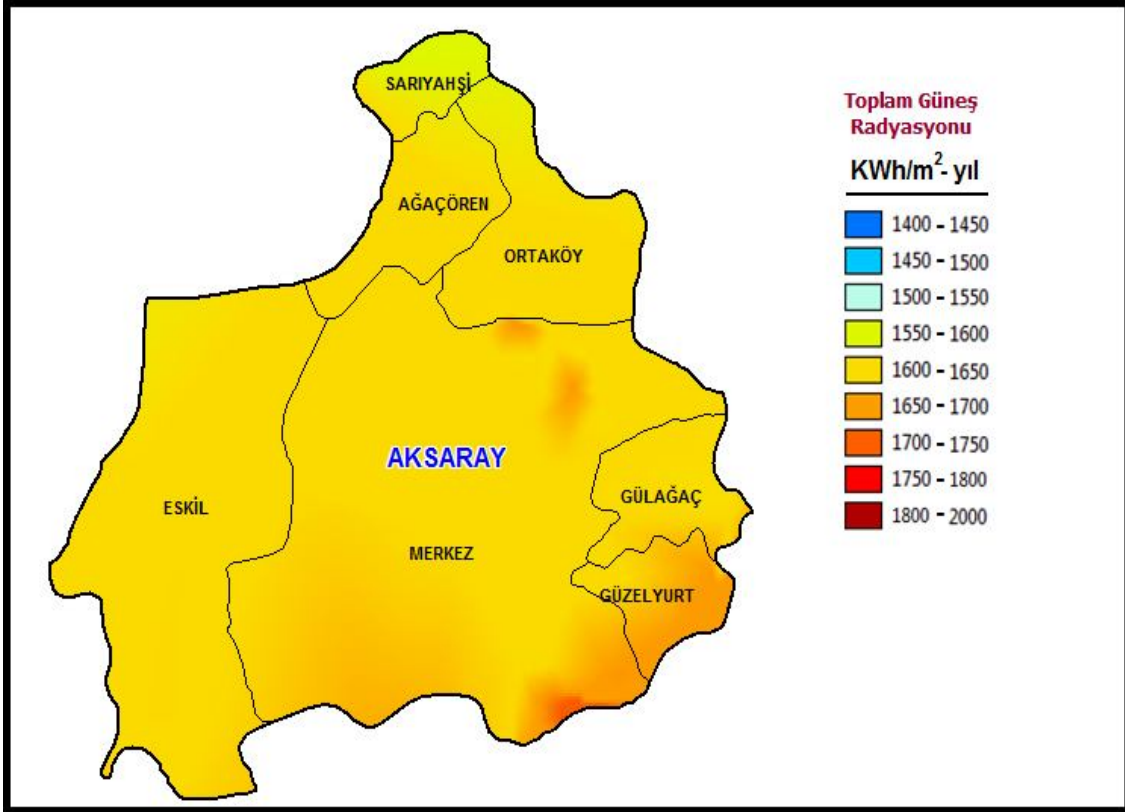 SARIYAHŞİ
AĞAÇÖREN
ORTAKÖY
AKSARAY
ESKİL
GÜLAĞAÇ
MERKEZ
GÜZELYURT
Toplam Güneş
Radyasyonu
KWh/m²- yıl
1400 - 1450
1450 - 1500
1500 - 1550
1550 - 1600
1600 - 1650
1650 - 1700
1700 - 1750
1750 - 1800
1800 - 2000